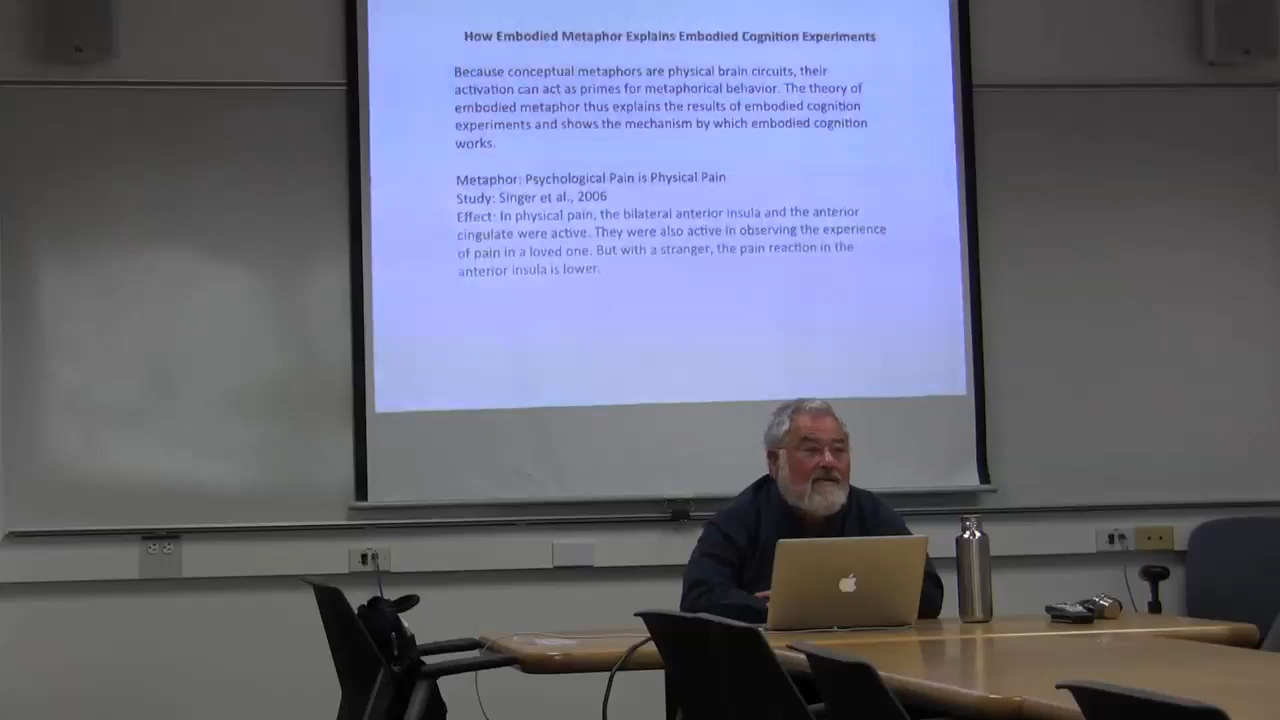 How Embodied Metaphor Explains Embodied Cognition Experiments
Because conceptual metaphors are physical brain circuits, their
activation can act as primes for metaphorical behavior. The theory of
embodied metaphor thus explains the results of embodied cognition
experiments and shows the mechanism by which embodied cognition
works.
Metaphor: Psychological Pain is Physical Pain
Study: Singer et al., 2006
Effect: In physical pain, the bilateral anterior insula and the anterior
cingulate were active. They were also active in observing the experience
of pain in a loved one. But with a stranger, the pain reaction in the
anterior insula is lower.